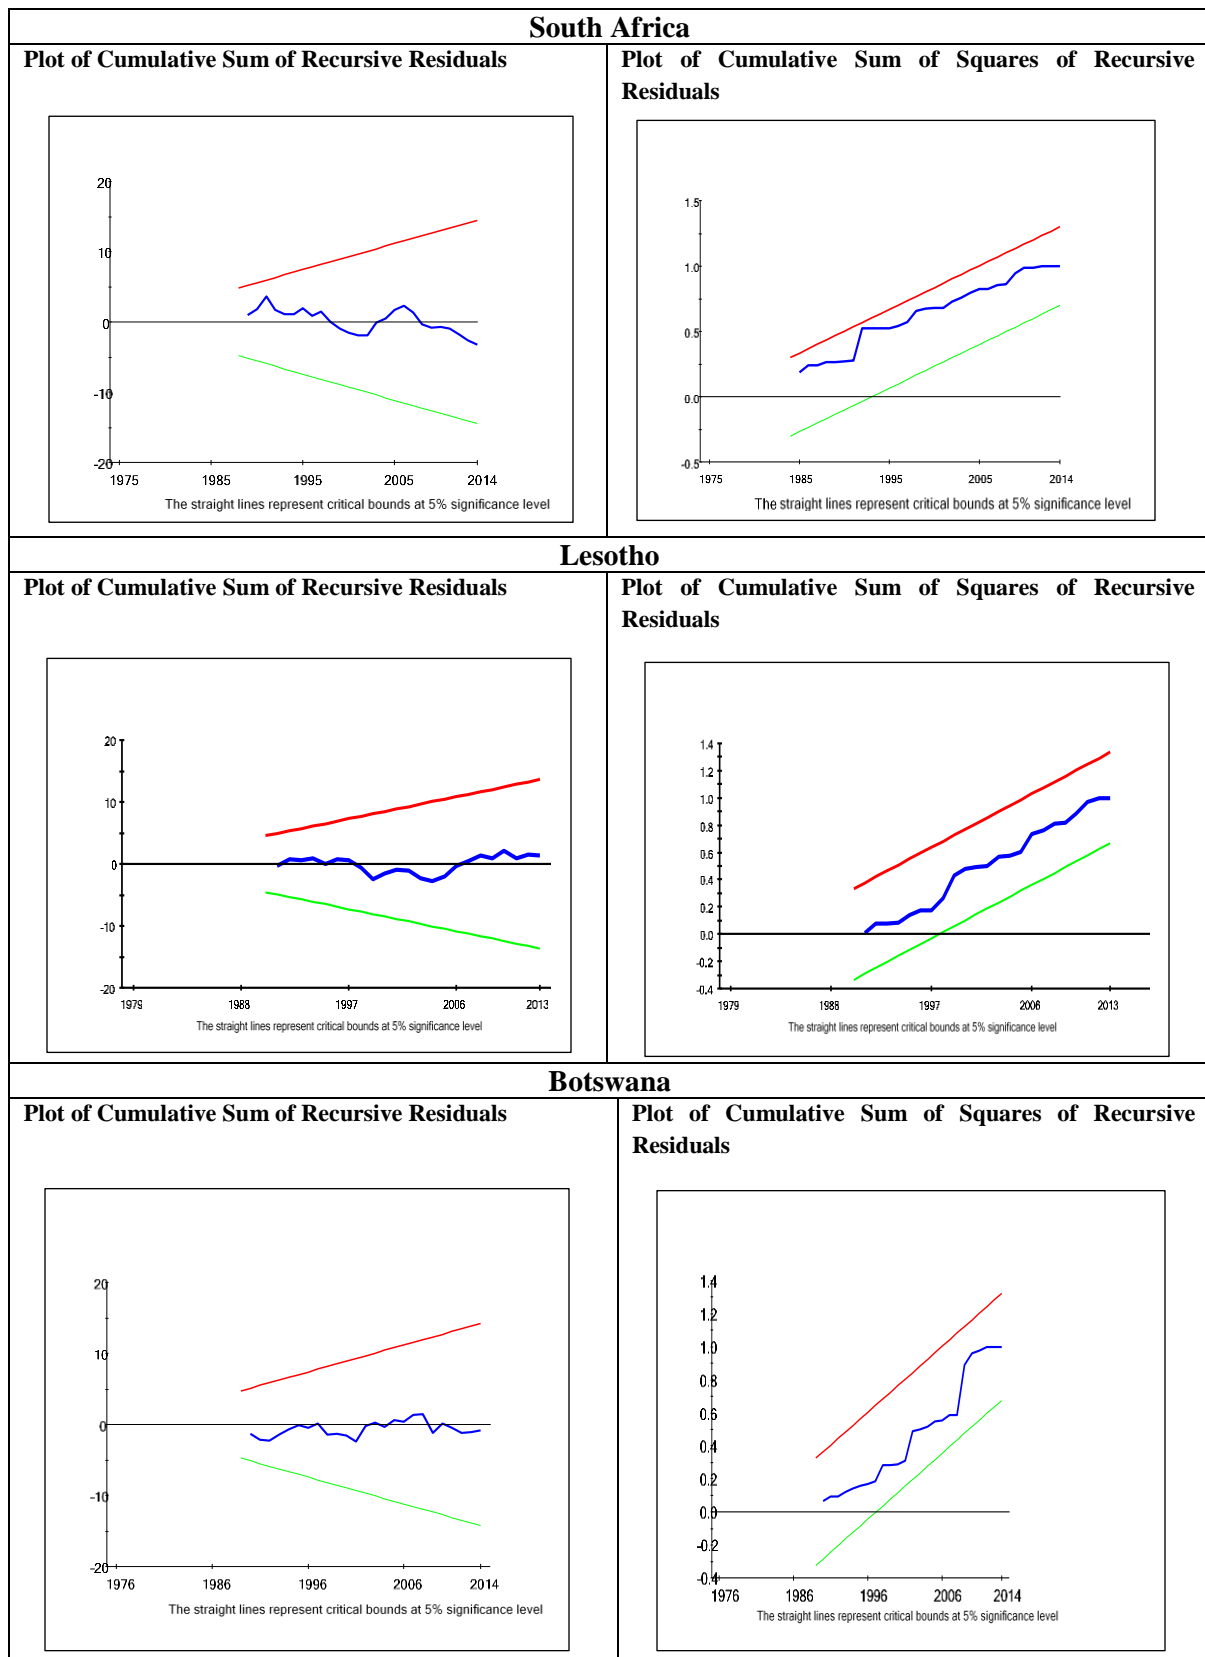 South Africa
Plot of Cumulative Sum of Recursive Residuals
20
10
0
-10
-20
1975 1985 1995 2005 2014
The straight lines represent critical bounds at 5% significance level
Plot of Cumulative Sum of Squares of Recursive
Residuals
1.5
1.0
0.5
0.0
-0.5
1975 1985 1995 2005 2014
The straight lines represent critical bounds at 5% significance level
Lesotho
Plot of Cumulative Sum of Recursive Residuals
20
10
0
-10
-20
1979 1988 1997 2006 2013
The straight lines represent critical bounds at 5% significance level
Plot of Cumulative Sum of Squares of Recursive
Residuals
1.4
1.2
1.0
0.8
0.6
0.4
0.2
0.0
-0.2
-0.4
1979 1988 1997 2006 2013
The straight lines represent critical bounds at 5% significance level
Botswana
Plot of Cumulative Sum of Recursive Residuals
20
10
0
-10
-20
1976 1986 1996 2006 2014
The straight lines represent critical bounds at 5% significance level
Plot of Cumulative Sum of Squares of Recursive
Residuals
1.4
1.2
1.0
0.8
0.6
0.4
0.2
0.0
-0.2
-0.4
1976 1986 1996 2006 2014
The straight lines represent critical bounds at 5% significance level